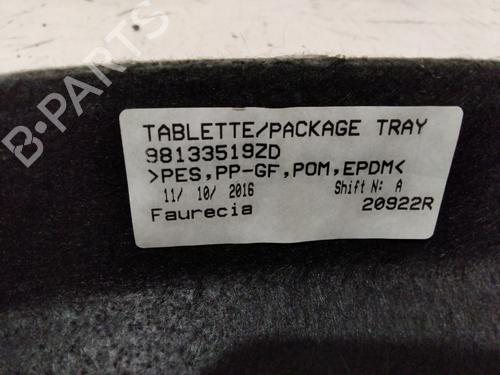 B-PARTS
TABLETTE/PACKAGE TRAY
98133519ZD
>PES,PP-GF,POM,EPDM<
11/ 10/ 2016 Shift N: A
Faurecia 20922R